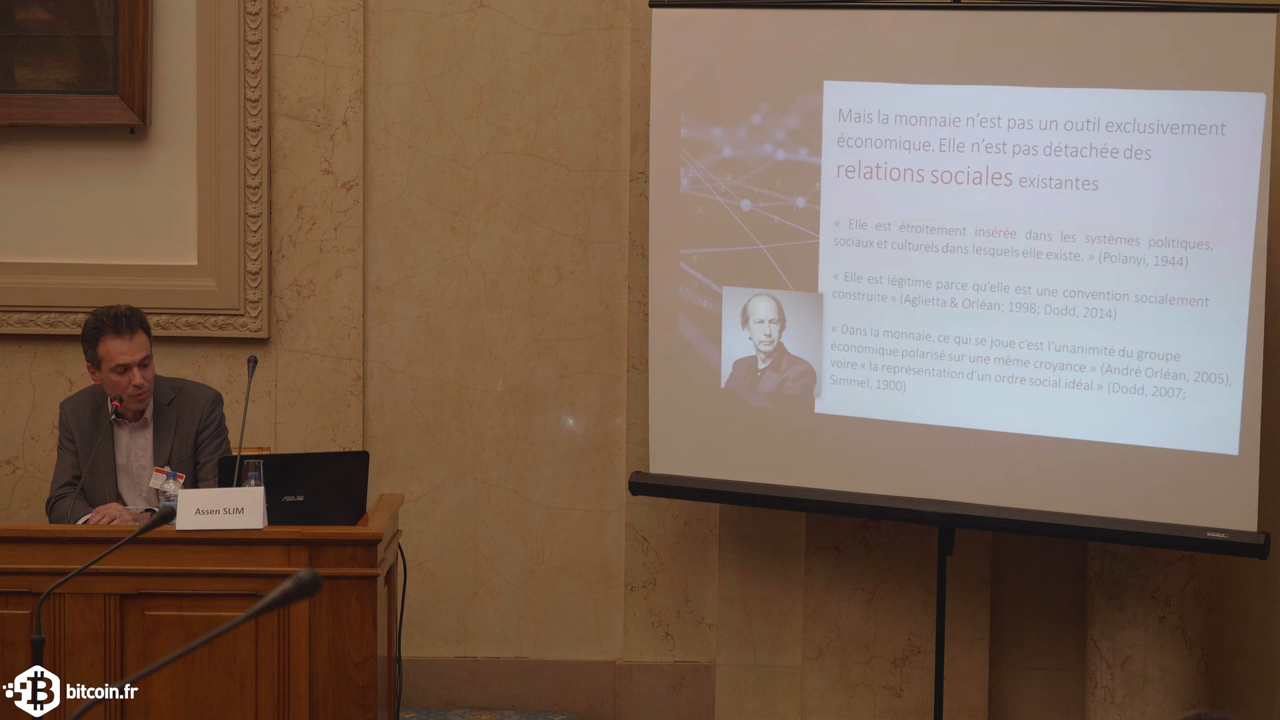 Mais la monnaie n'est pas un outil exclusivement
économique. Elle n'est pas détachée des
relations sociales existantes
« Elle est étroitement insérée dans les systèmes politiques,
sociaux et culturels dans lesquels elle existe. » (Polanyi, 1944)
« Elle est légitime parce qu'elle est une convention socialement
construite » (Aglietta & Orléan; 1998; Dodd, 2014)
« Dans la monnaie, ce qui se joue c'est l'unanimité du groupe
économique polarisé sur une même croyance » (André Orléan, 2005),
voire « la représentation d'un ordre social idéal » (Dodd, 2007;
Simmel, 1900)
ASUS
Assen SLIM
bitcoin.fr